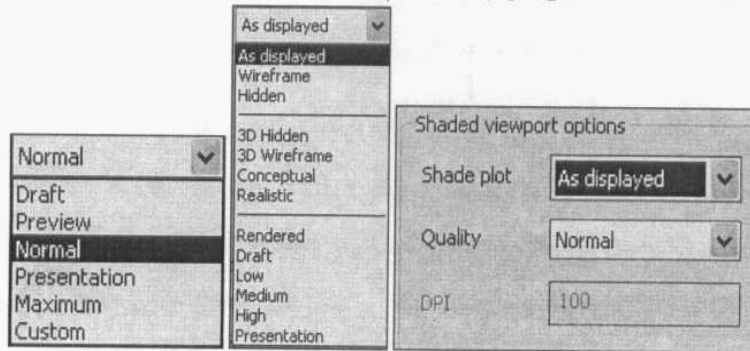 Normal
Draft
Preview
Normal
Presentation
Maximum
Custom
As displayed
As displayed
Wireframe
Hidden
3D Hidden
3D Wireframe
Conceptual
Realistic
Rendered
Draft
Low
Medium
High
Presentation
Shaded viewport options
Shade plot As displayed
Quality Normal
DPI 100